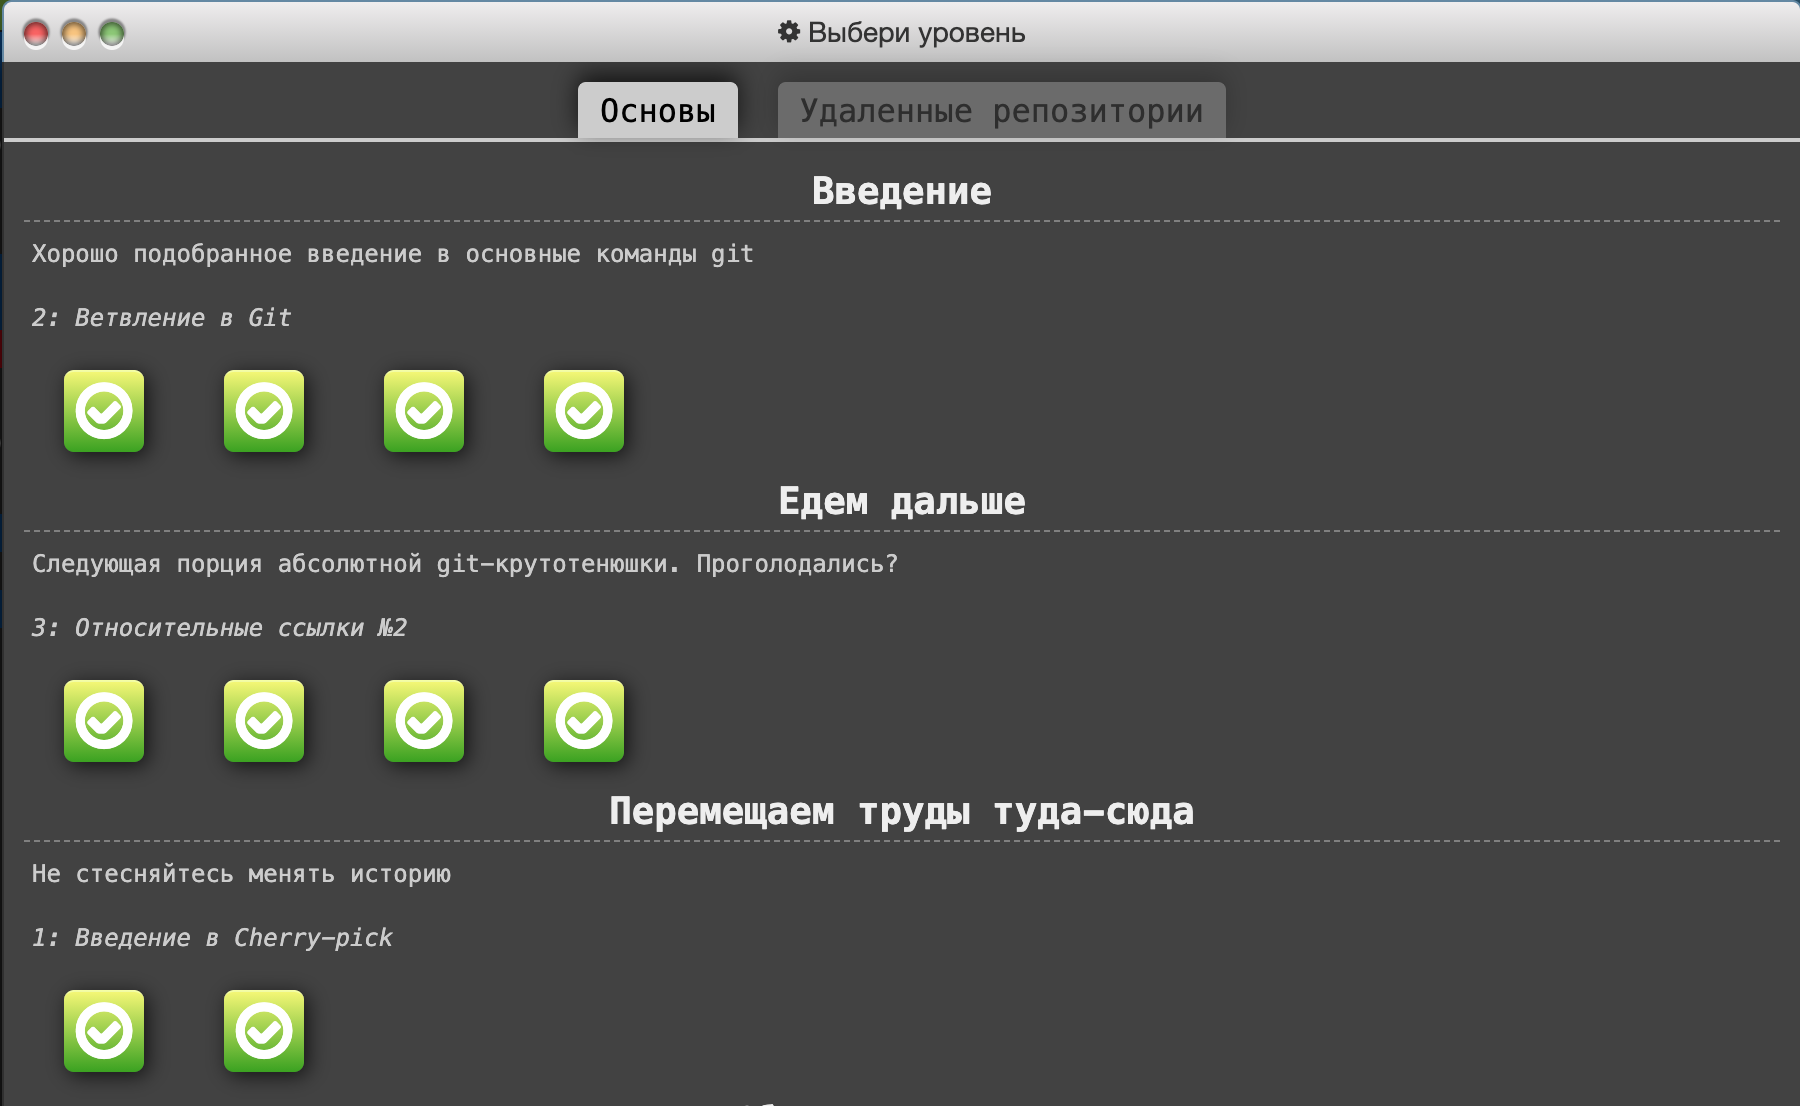 Выбери уровень
Основы
Удаленные репозитории
Введение
Хорошо подобранное введение в основные команды git
2: Ветвление в Git
Едем дальше
Следующая порция абсолютной git-крутотенюшки. Проголодались?
3: Относительные ссылки №2
Перемещаем труды туда-сюда
Не стесняйтесь менять историю
1: Введение в Cherry-pick